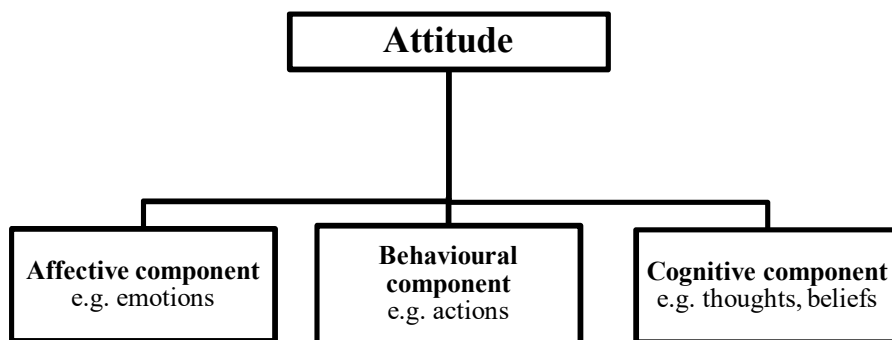 Attitude
Affective component
e.g. emotions
Behavioural
component
e.g. actions
Cognitive component
e.g. thoughts, beliefs